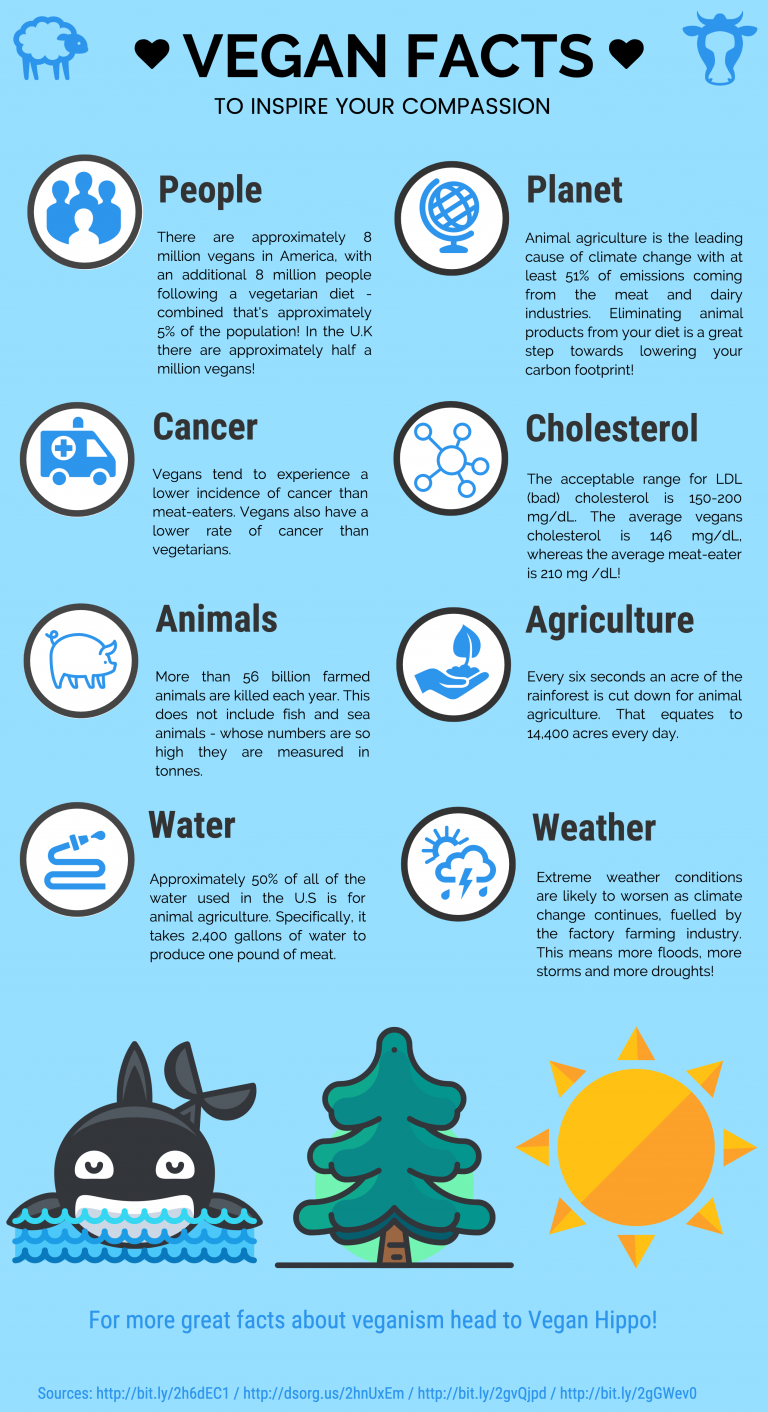 VEGAN FACTS
TO INSPIRE YOUR COMPASSION
People
There are approximately 8
million vegans in America, with
an additional 8 million people
following a vegetarian diet -
combined that's approximately
5% of the population! In the U.K
there are approximately half a
million vegans!
Planet
Animal agriculture is the leading
cause of climate change with at
least 51% of emissions coming
from the meat and dairy
industries. Eliminating animal
products from your diet is a great
step towards lowering your
carbon footprint!
Cancer
Vegans tend to experience a
lower incidence of cancer than
meat-eaters. Vegans also have a
lower rate of cancer than
vegetarians.
Cholesterol
The acceptable range for LDL
(bad) cholesterol is 150-200
mg/dL. The average vegans
cholesterol is 146 mg/dL,
whereas the average meat-eater
is 210 mg /dL!
Animals
More than 56 billion farmed
animals are killed each year. This
does not include fish and sea
animals - whose numbers are so
high they are measured in
tonnes.
Agriculture
Every six seconds an acre of the
rainforest is cut down for animal
agriculture. That equates to
14,400 acres every day.
Water
Approximately 50% of all of the
water used in the U.S is for
animal agriculture. Specifically, it
takes 2,400 gallons of water to
produce one pound of meat.
Weather
Extreme weather conditions
are likely to worsen as climate
change continues, fuelled by
the factory farming industry.
This means more floods, more
storms and more droughts!
For more great facts about veganism head to Vegan Hippo!
Sources: http://bit.ly/2h6dEC1 / http://dsorg.us/2hnUxEm / http://bit.ly/2gvQjpd / http://bit.ly/2gGWev0